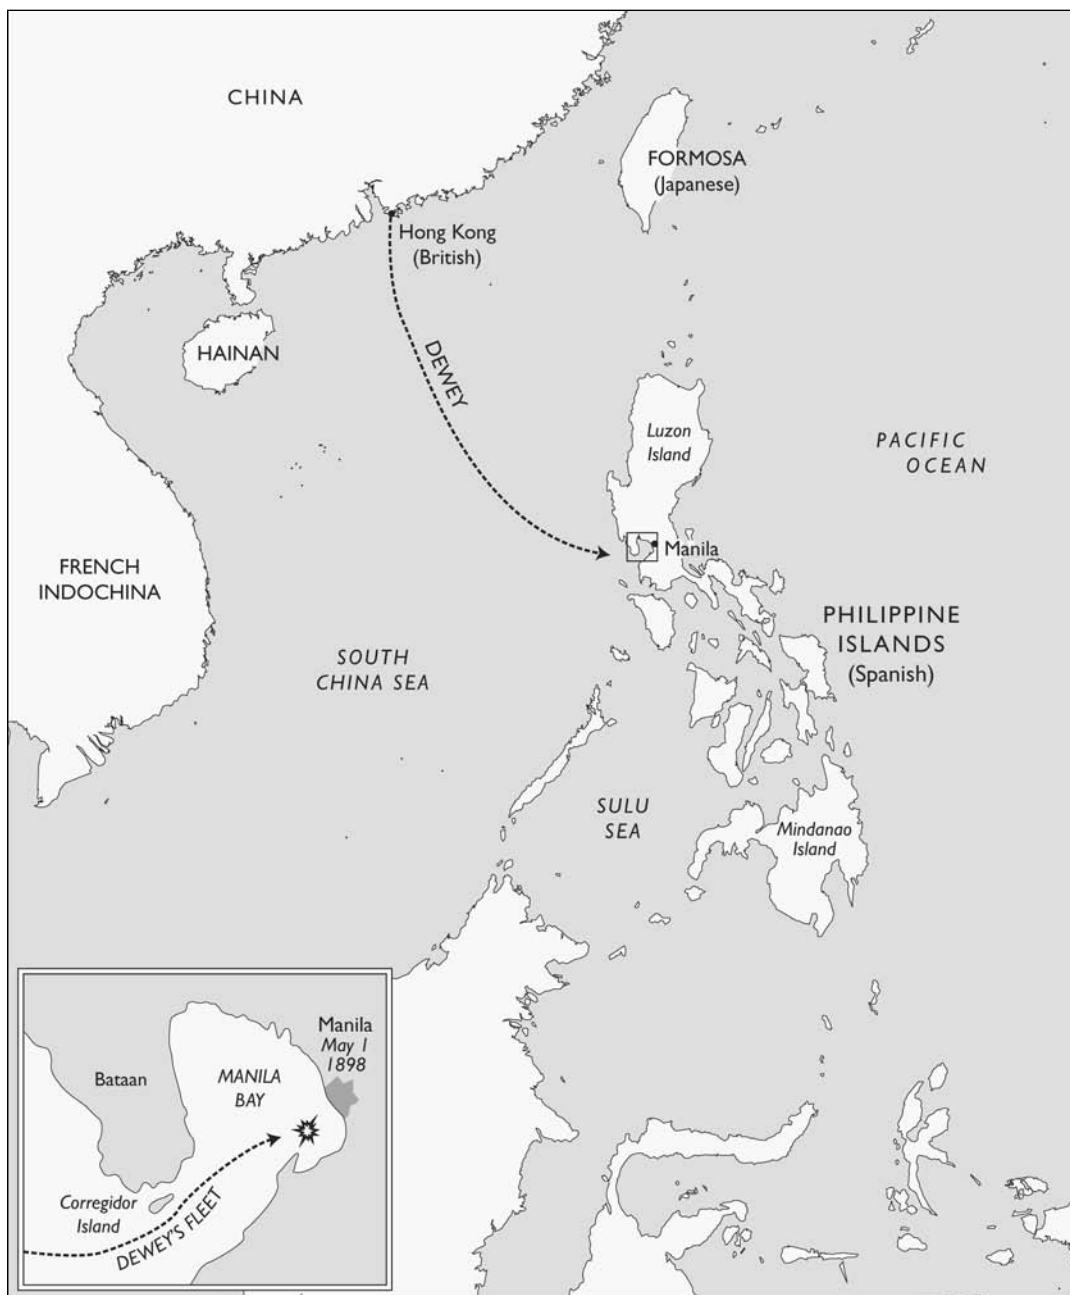 CHINA
FORMOSA
(Japanese)
Hong Kong
(British)
HAINAN
DEWEY
Luzon
Island
PACIFIC
OCEAN
Manila
FRENCH
INDOCHINA
PHILIPPINE
ISLANDS
(Spanish)
SOUTH
CHINA SEA
SULU
SEA
Mindanao
Island
Manila
May 1
1898
Bataan
MANILA
BAY
Corregidor
Island
DEWEY'S FLEET